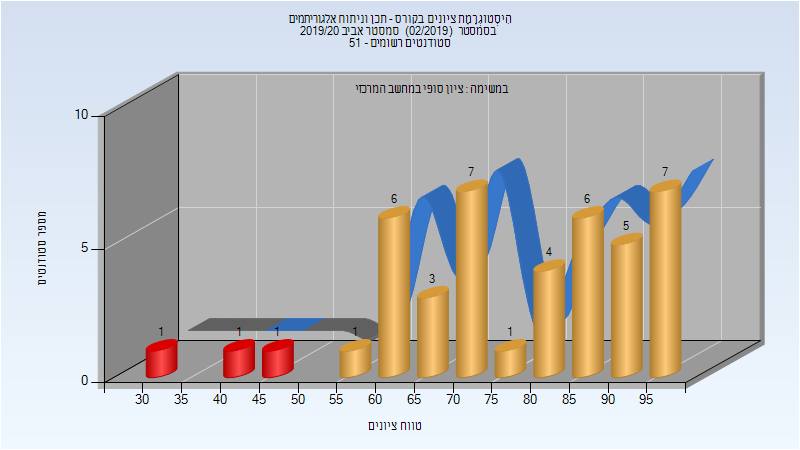 היסטוגרמת ציונים בקורס - תכן וניתוח אלגוריתמים
בסמסטר (02/2019) סמסטר אביב 2019/20
סטודנטים רשומים - 51
במשימה : ציון סופי במחשב המרכזי
מספר סטודנטים
10
5
0
1 1 1 1 6 3 7 1 4 6 5 7
30 35 40 45 50 55 60 65 70 75 80 85 90 95
טווח ציונים